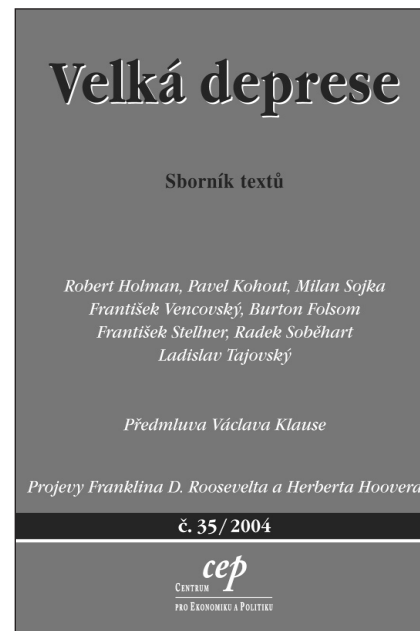 Velká deprese
Sborník textů
Robert Holman, Pavel Kohout, Milan Sojka
František Vencovský, Burton Folsom
František Stellner, Radek Soběhart
Ladislav Tajovský
Předmluva Václava Klause
Projevy Franklina D. Roosevelta a Herberta Hoovera
č. 35/2004
cep
CENTRUM
PRO EKONOMIKU A POLITIKU